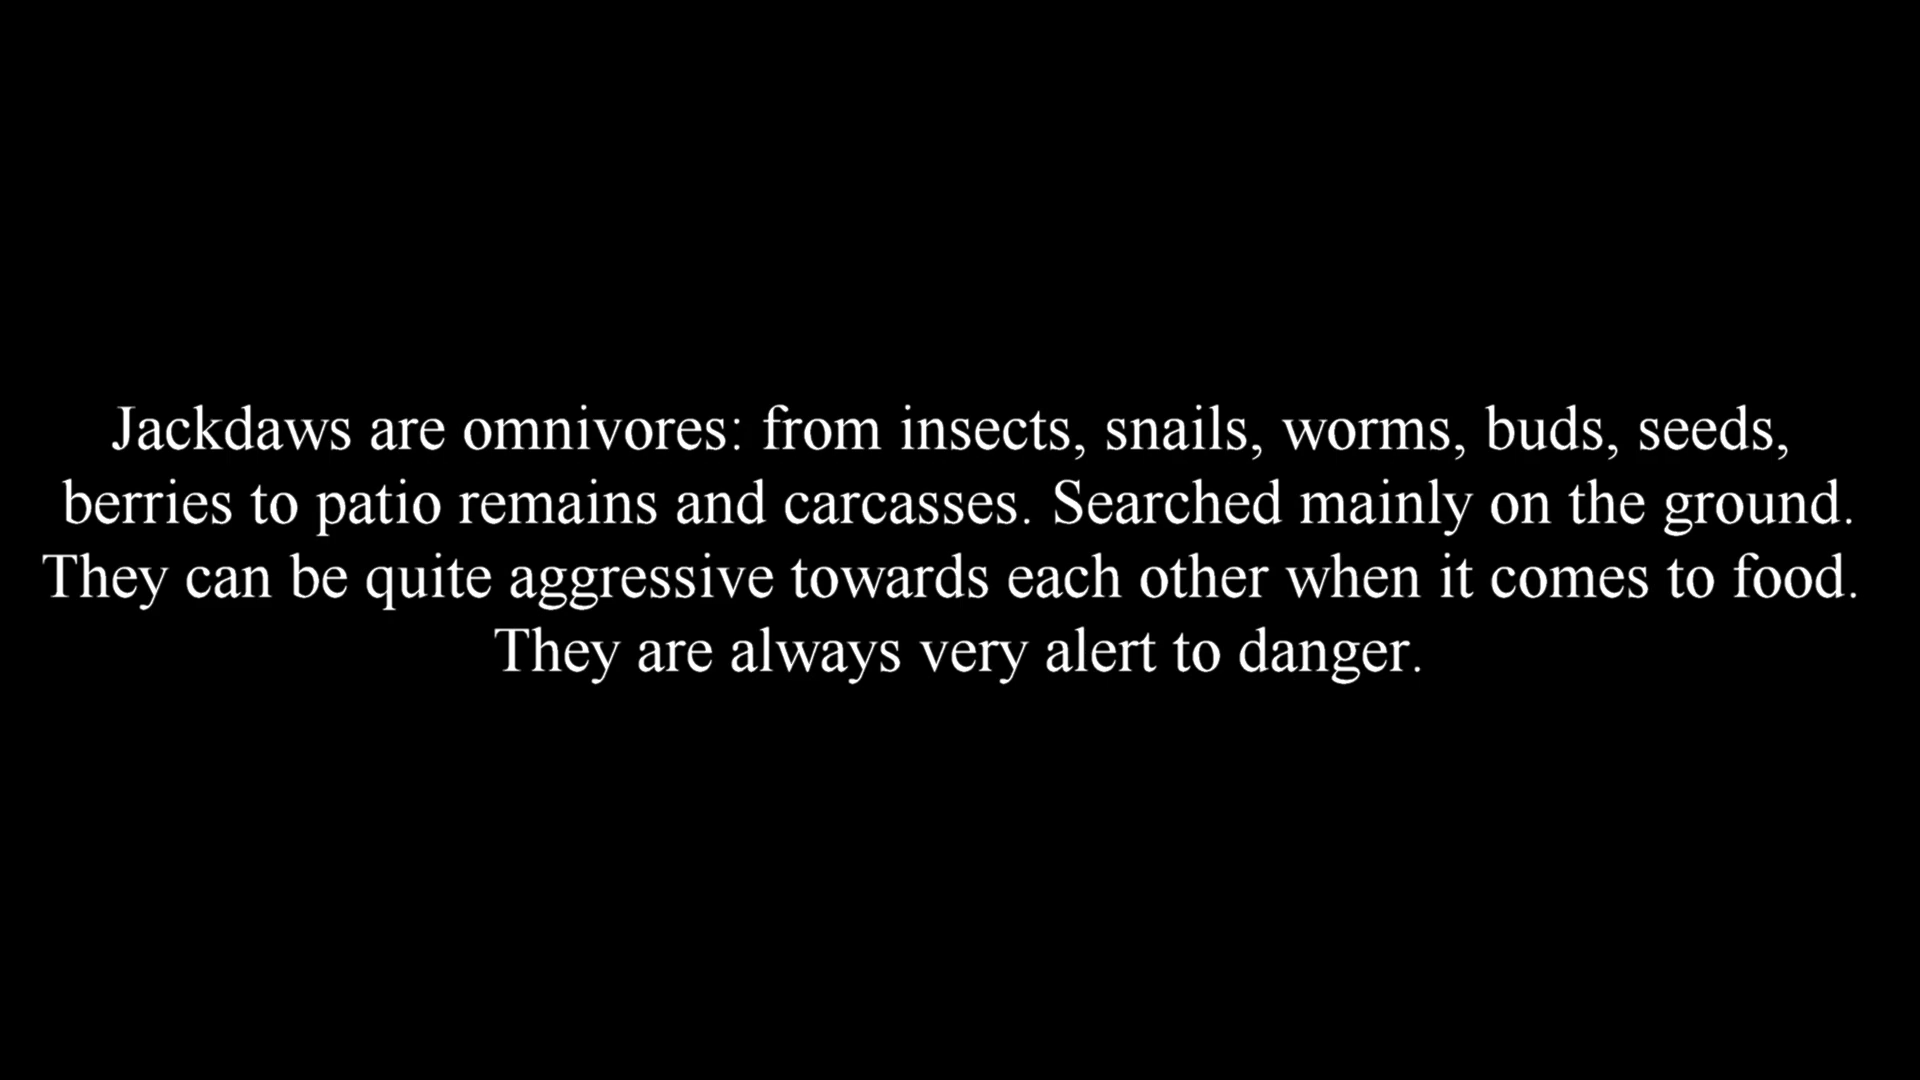 Jackdaws are omnivores: from insects, snails, worms, buds, seeds,
berries to patio remains and carcasses. Searched mainly on the ground.
They can be quite aggressive towards each other when it comes to food.
They are always very alert to danger.